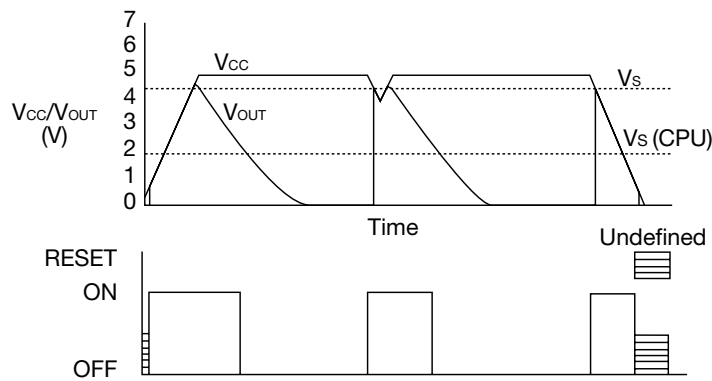 7
6
5
4
3
2
1
0
VCC/VOUT
(V)
VCC
VOUT
VS
VS (CPU)
Time
Undefined
RESET
ON
OFF